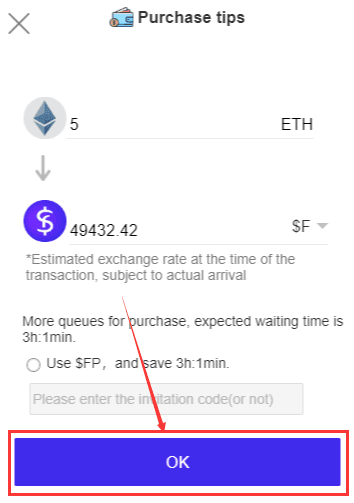 Purchase tips
5 ETH
49432.42 $F
*Estimated exchange rate at the time of the
transaction, subject to actual arrival
More queues for purchase, expected waiting time is
3h:1min.
Use $FP，and save 3h:1min.
Please enter the invitation code(or not)
OK